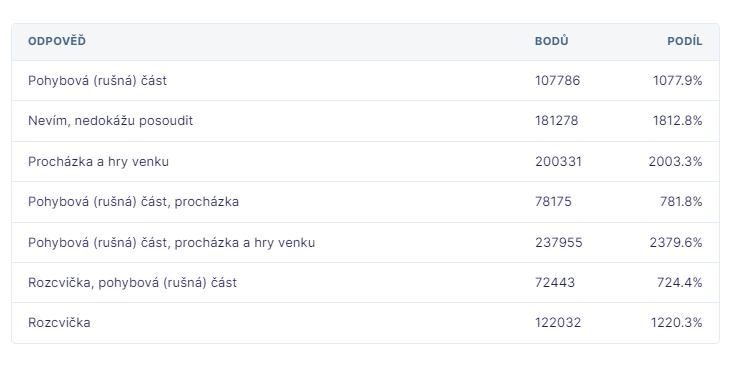 ODPOVĚĎ BODŮ PODÍL
Pohybová (rušná) část 107786 1077.9%
Nevím, nedokážu posoudit 181278 1812.8%
Procházka a hry venku 200331 2003.3%
Pohybová (rušná) část, procházka 78175 781.8%
Pohybová (rušná) část, procházka a hry venku 237955 2379.6%
Rozcvička, pohybová (rušná) část 72443 724.4%
Rozcvička 122032 1220.3%